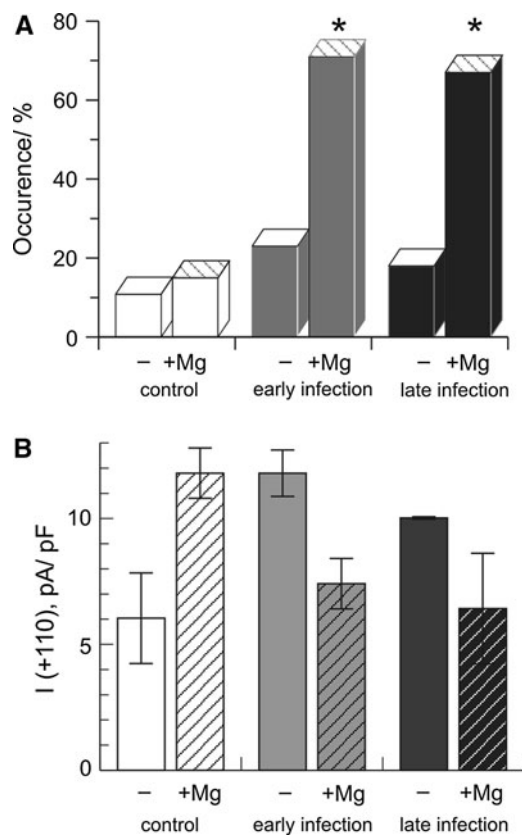 A
80
*
*
60
40
20
0
Occurence/ %
– +Mg – +Mg – +Mg
control early infection late infection
B
10
5
0
I (+110), pA/ pF
– +Mg – +Mg – +Mg
control early infection late infection